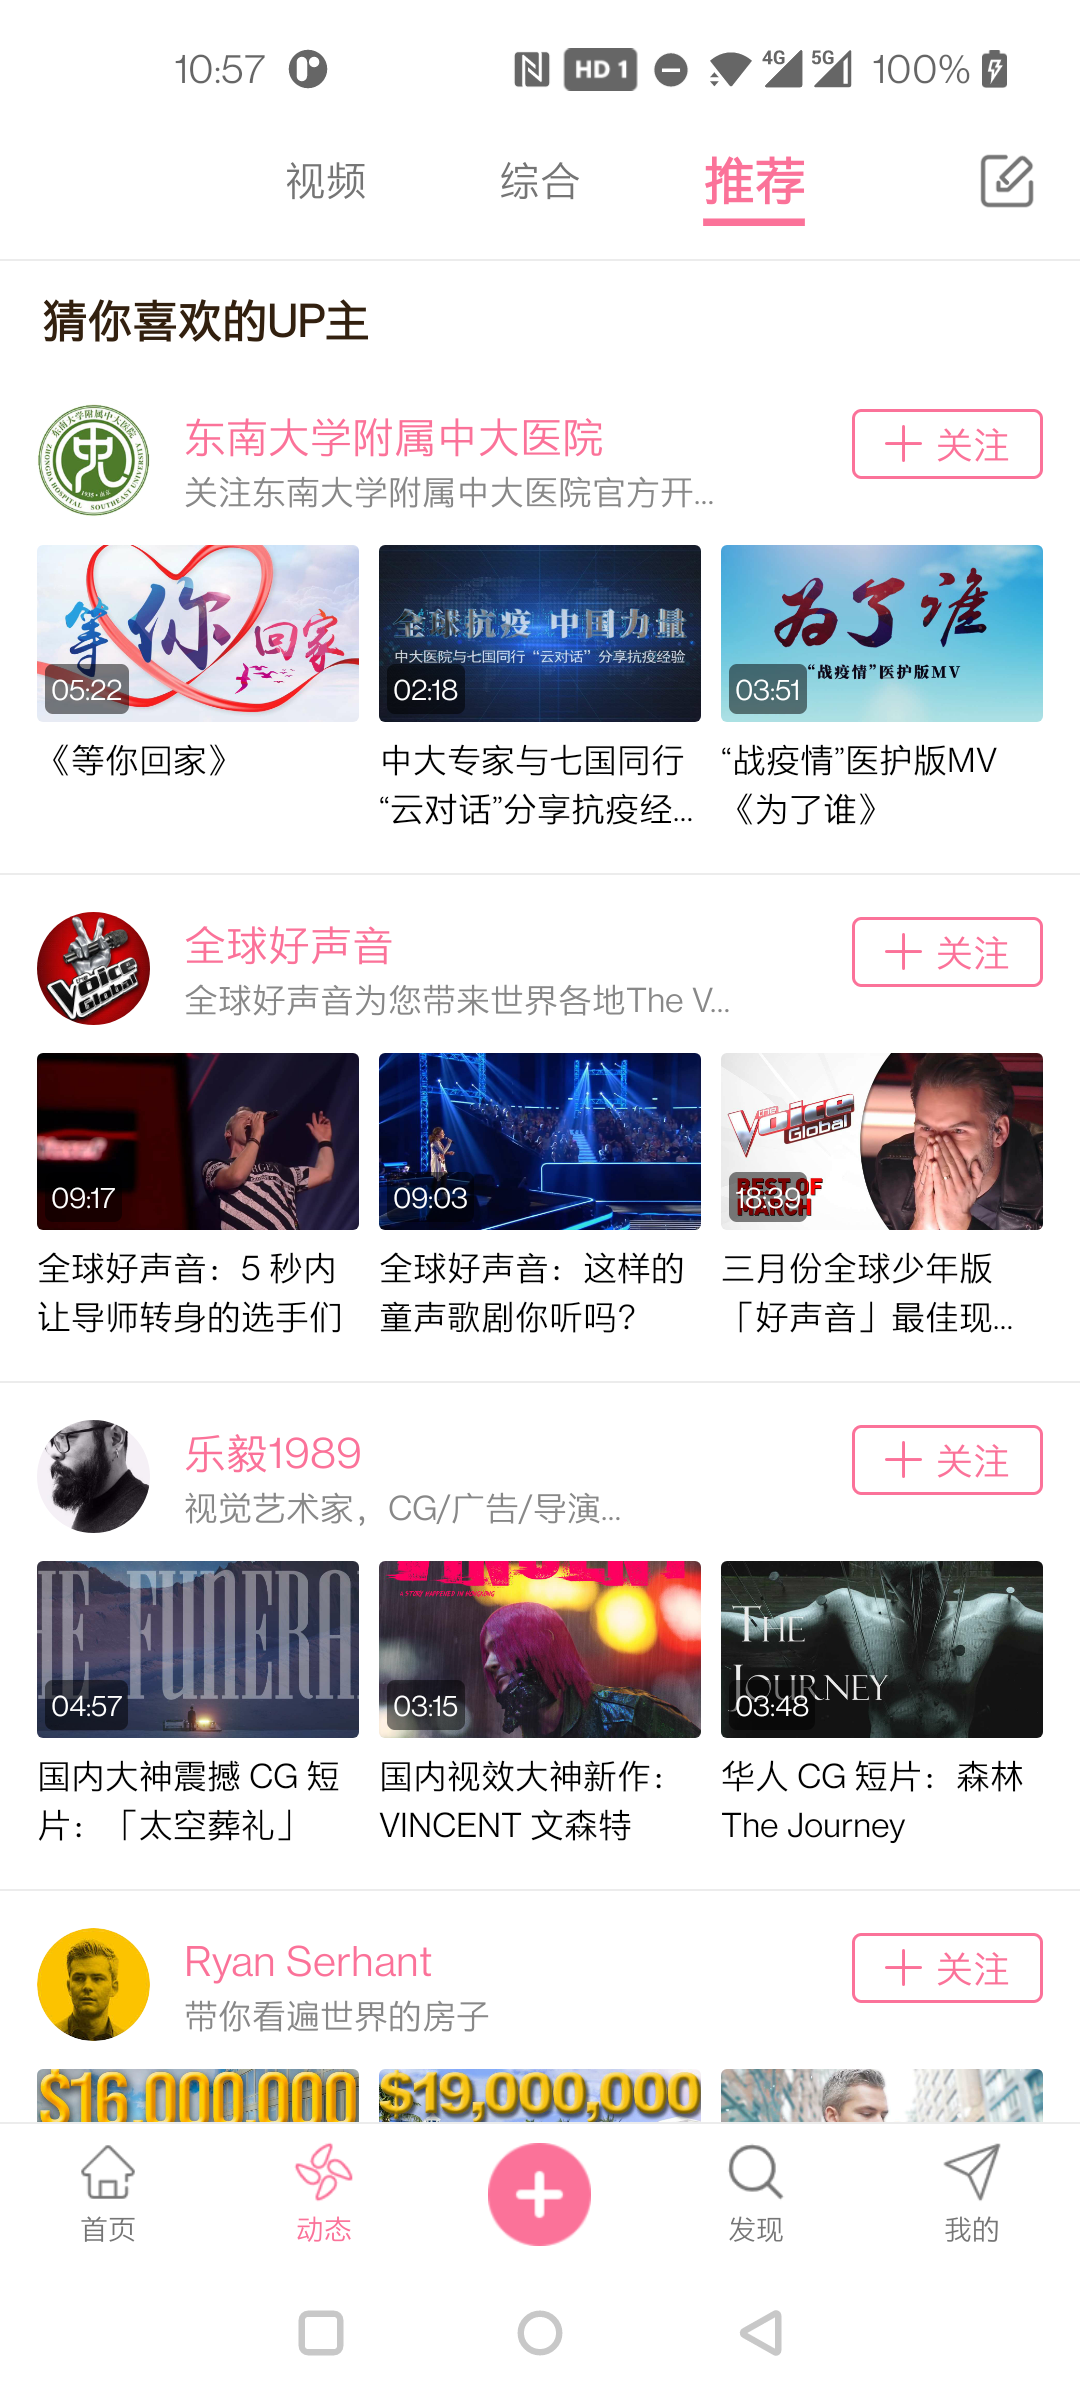 10:57
HD 1
4G
5G
100%
视频
综合
推荐
猜你喜欢的UP主
东南大学附属中大医院
关注东南大学附属中大医院官方开...
关注
等你回家
05:22
全球抗疫 中国力量
中大医院与七国同行 “云对话” 分享抗疫经验
02:18
为了谁
“战疫情”医护版MV
03:51
《等你回家》
中大专家与七国同行
“云对话”分享抗疫经...
“战疫情”医护版MV
《为了谁》
the Voice Global
全球好声音
全球好声音为您带来世界各地The V...
关注
09:17
09:03
the Voice Global
BEST OF
MARCH
18:39
全球好声音：5 秒内
让导师转身的选手们
全球好声音：这样的
童声歌剧你听吗？
三月份全球少年版
「好声音」最佳现...
乐毅1989
视觉艺术家，CG/广告/导演...
关注
HE FUNERA
04:57
VINCENT
03:15
THE
JOURNEY
03:48
国内大神震撼 CG 短
片：「太空葬礼」
国内视效大神新作：
VINCENT 文森特
华人 CG 短片：森林
The Journey
Ryan Serhant
带你看遍世界的房子
关注
$16,000,000
$19,000,000
首页
动态
发现
我的